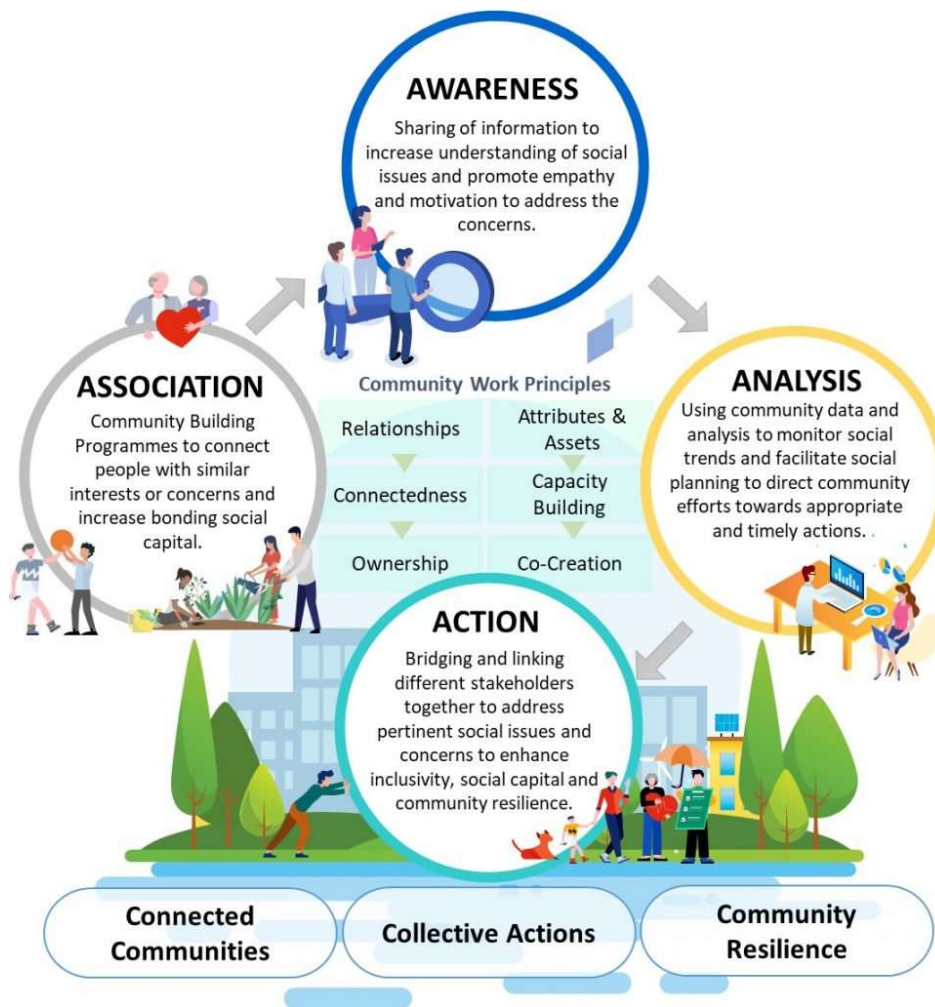 AWARENESS
Sharing of information to
increase understanding of social
issues and promote empathy
and motivation to address the
concerns.
ASSOCIATION
Community Building
Programmes to connect
people with similar
interests or concerns and
increase bonding social
capital.
Community Work Principles
Relationships
Connectedness
Ownership
Attributes &
Assets
Capacity
Building
Co-Creation
ANALYSIS
Using community data and
analysis to monitor social
trends and facilitate social
planning to direct community
efforts towards appropriate
and timely actions.
ACTION
Bridging and linking
different stakeholders
together to address
pertinent social issues and
concerns to enhance
inclusivity, social capital and
community resilience.
Connected
Communities
Collective Actions
Community
Resilience